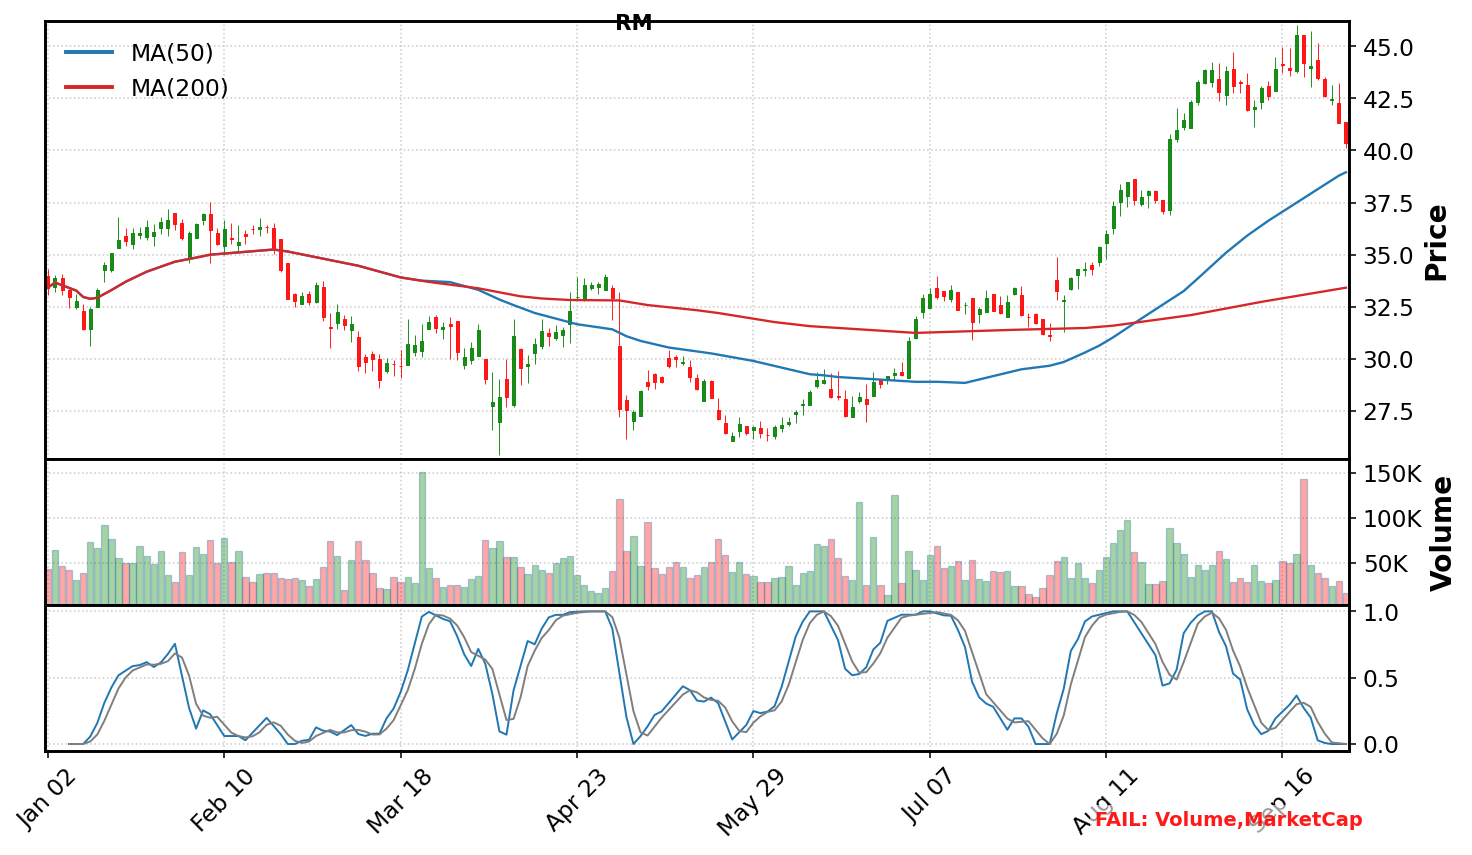 RM
MA(50)
MA(200)
45.0
42.5
40.0
37.5
35.0
32.5
30.0
27.5
Price
150K
100K
50K
Volume
1.0
0.5
0.0
Jan 02
Feb 10
Mar 18
Apr 23
May 29
Jul 07
Aug 11
Sep 16
FAIL: Volume,MarketCap